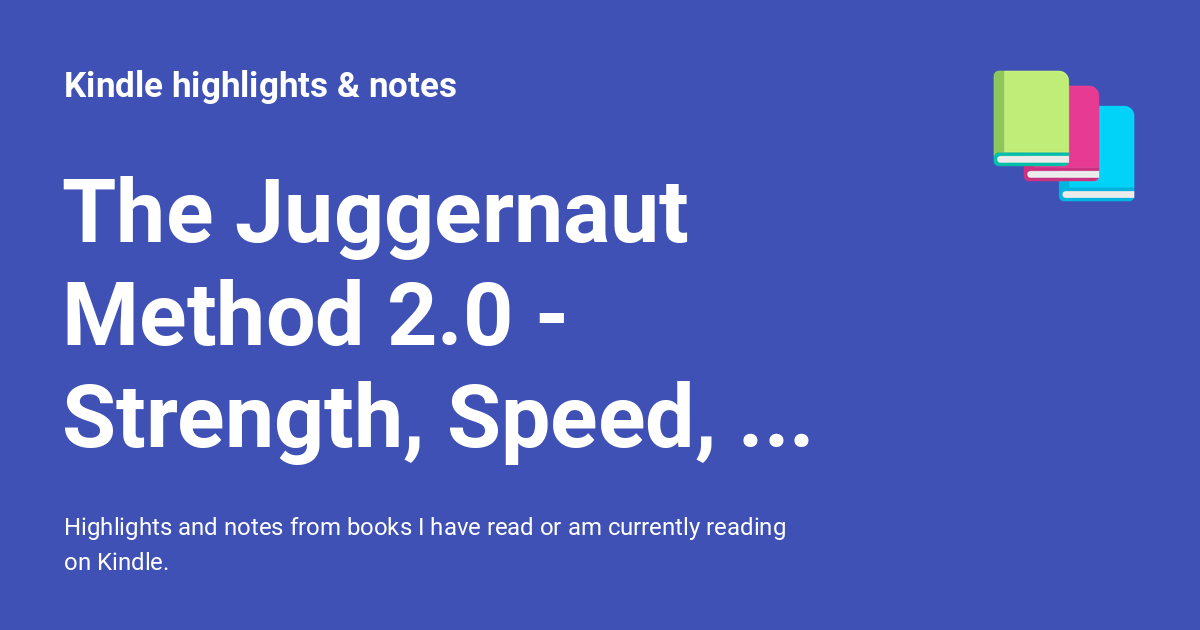 Kindle highlights & notes
The Juggernaut
Method 2.0 -
Strength, Speed, ...
Highlights and notes from books I have read or am currently reading
on Kindle.